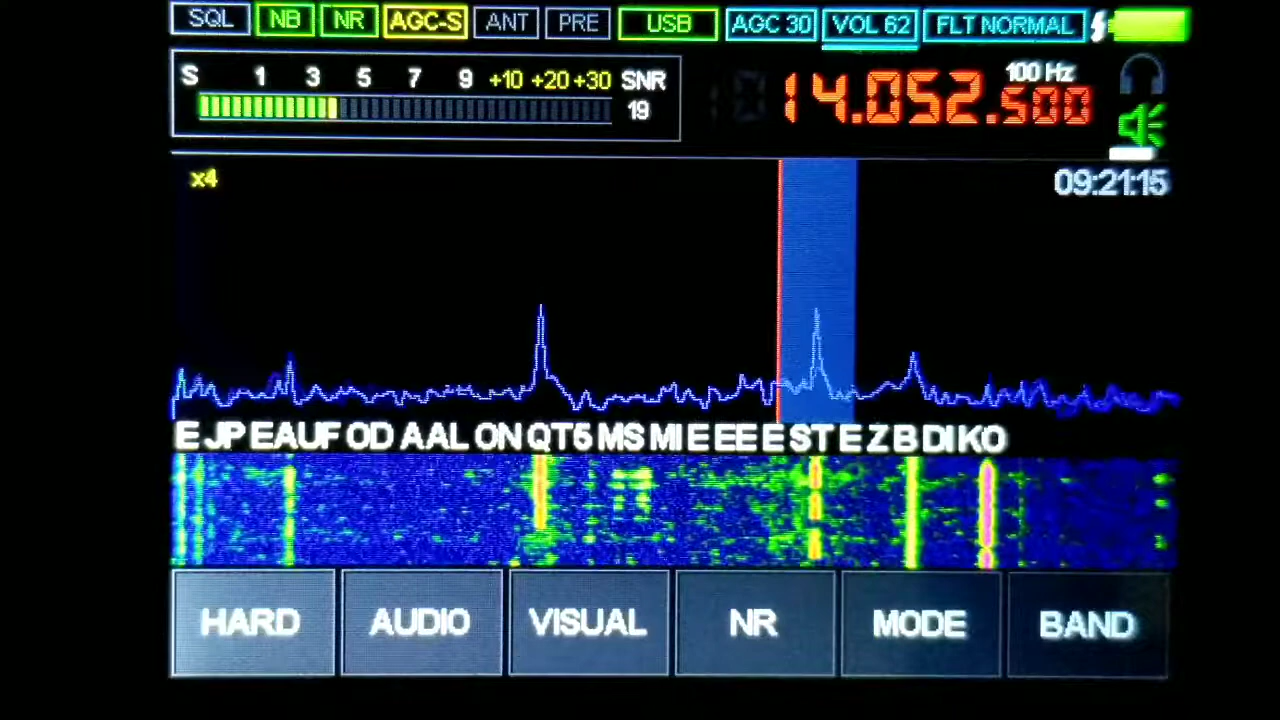 SQL NB NR AGC-S ANT PRE USB AGC 30 VOL 62 FLT NORMAL
S 1 3 5 7 9 +10 +20 +30 SNR
19
100 Hz
14.052.500
x4
09:21:15
E JP EAUF OD AAL ON QT5 MS MI E EEE E ST E Z B DI KO
HARD AUDIO VISUAL NR MODE BAND